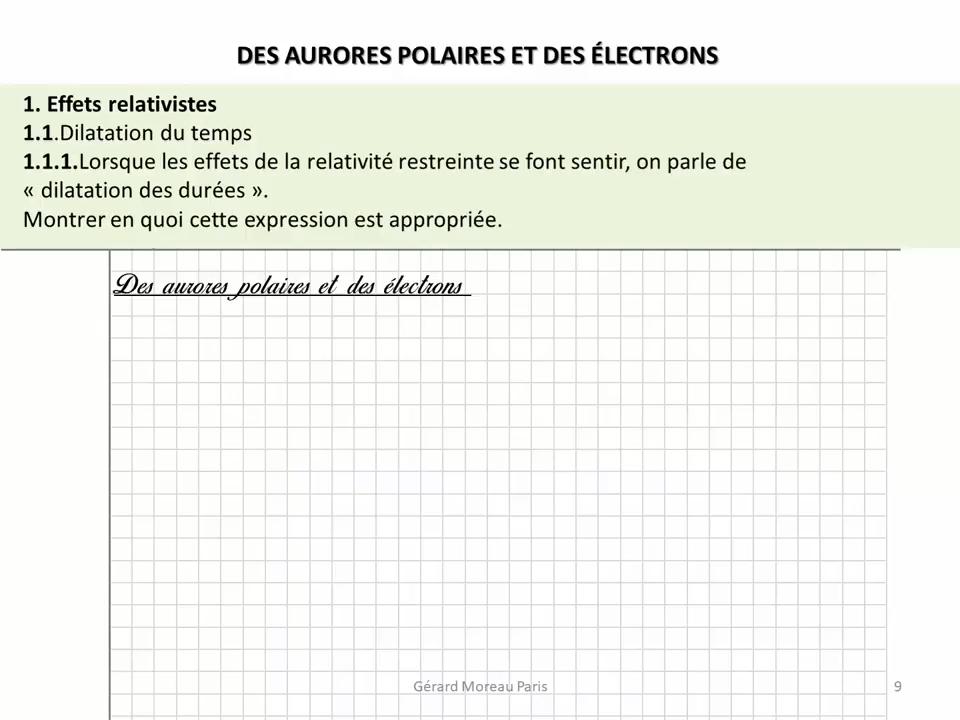 DES AURORES POLAIRES ET DES ÉLECTRONS
1. Effets relativistes
1.1.Dilatation du temps
1.1.1.Lorsque les effets de la relativité restreinte se font sentir, on parle de
« dilatation des durées ».
Montrer en quoi cette expression est appropriée.
Des aurores polaires et des électrons
Gérard Moreau Paris
9